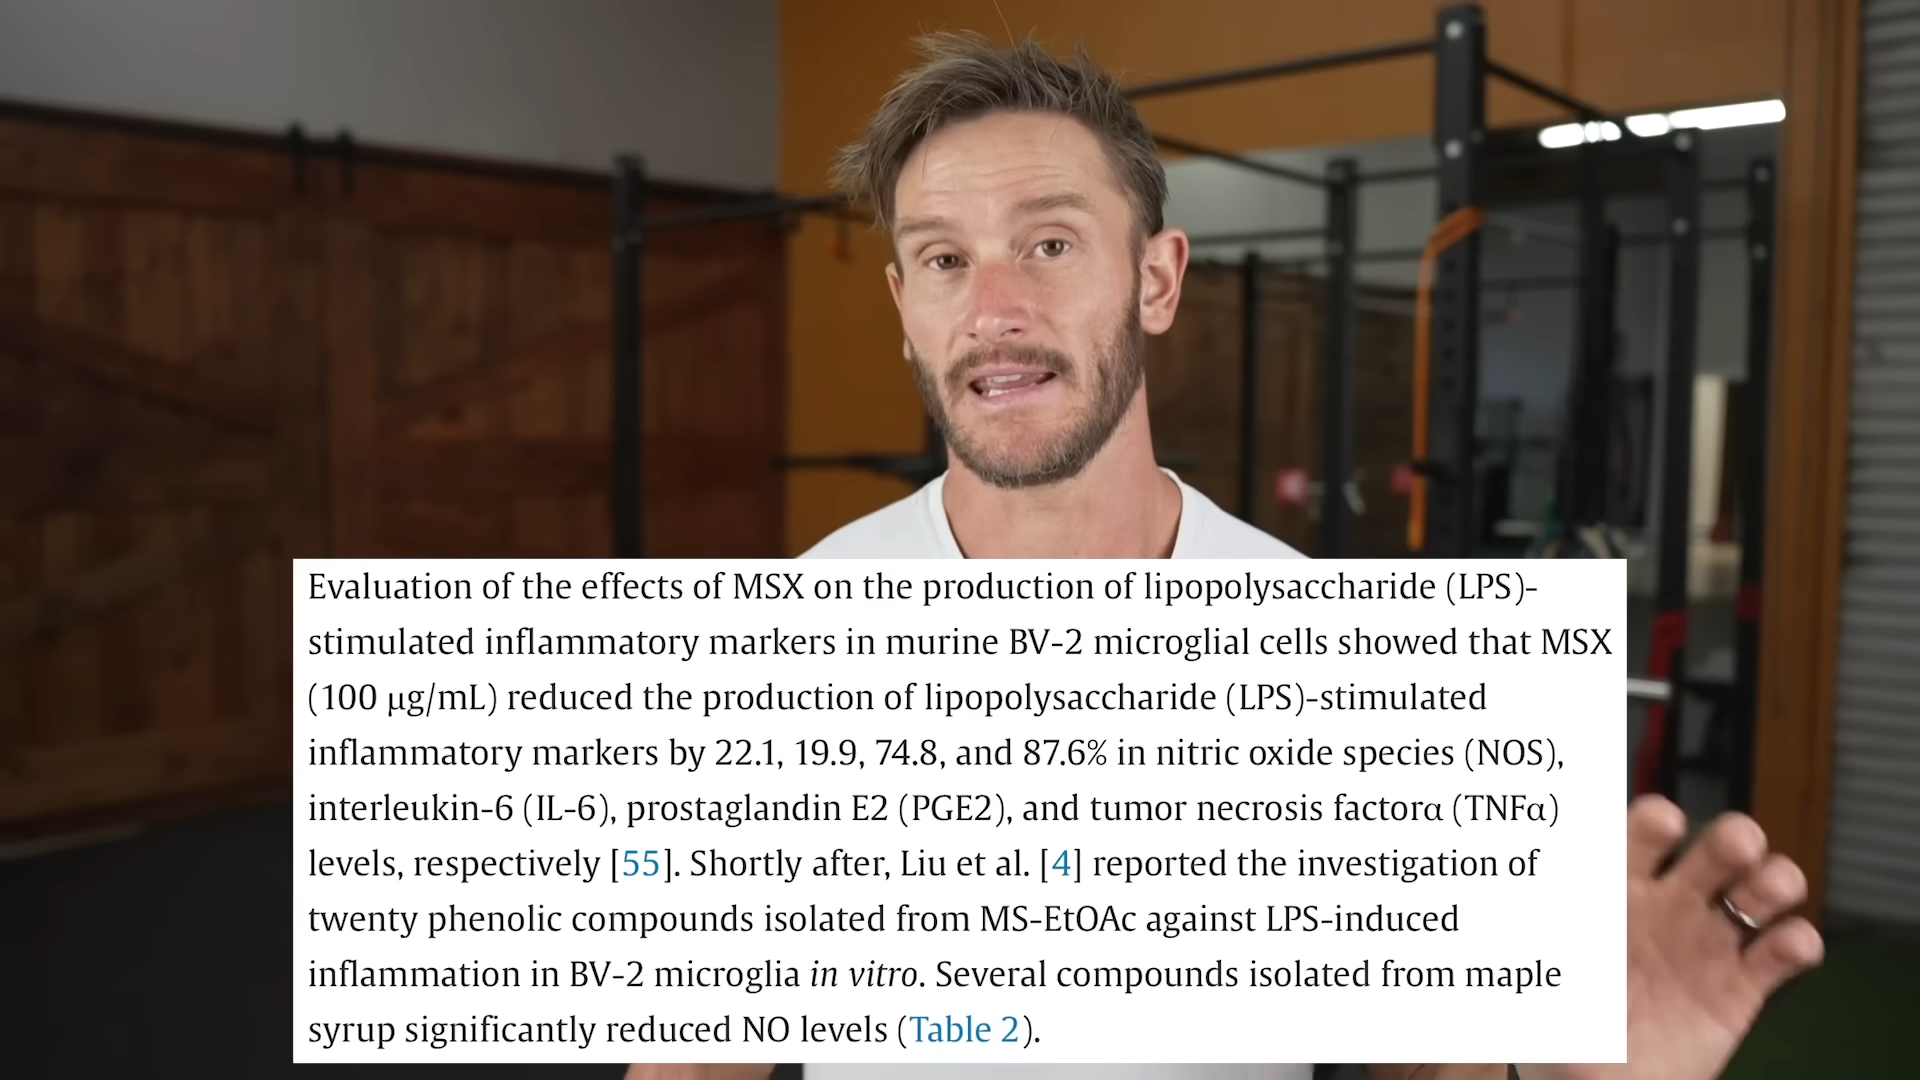 Evaluation of the effects of MSX on the production of lipopolysaccharide (LPS)-
stimulated inflammatory markers in murine BV-2 microglial cells showed that MSX
(100 μg/mL) reduced the production of lipopolysaccharide (LPS)-stimulated
inflammatory markers by 22.1, 19.9, 74.8, and 87.6% in nitric oxide species (NOS),
interleukin-6 (IL-6), prostaglandin E2 (PGE2), and tumor necrosis factorα (TNFα)
levels, respectively [55]. Shortly after, Liu et al. [4] reported the investigation of
twenty phenolic compounds isolated from MS-EtOAc against LPS-induced
inflammation in BV-2 microglia in vitro. Several compounds isolated from maple
syrup significantly reduced NO levels (Table 2).